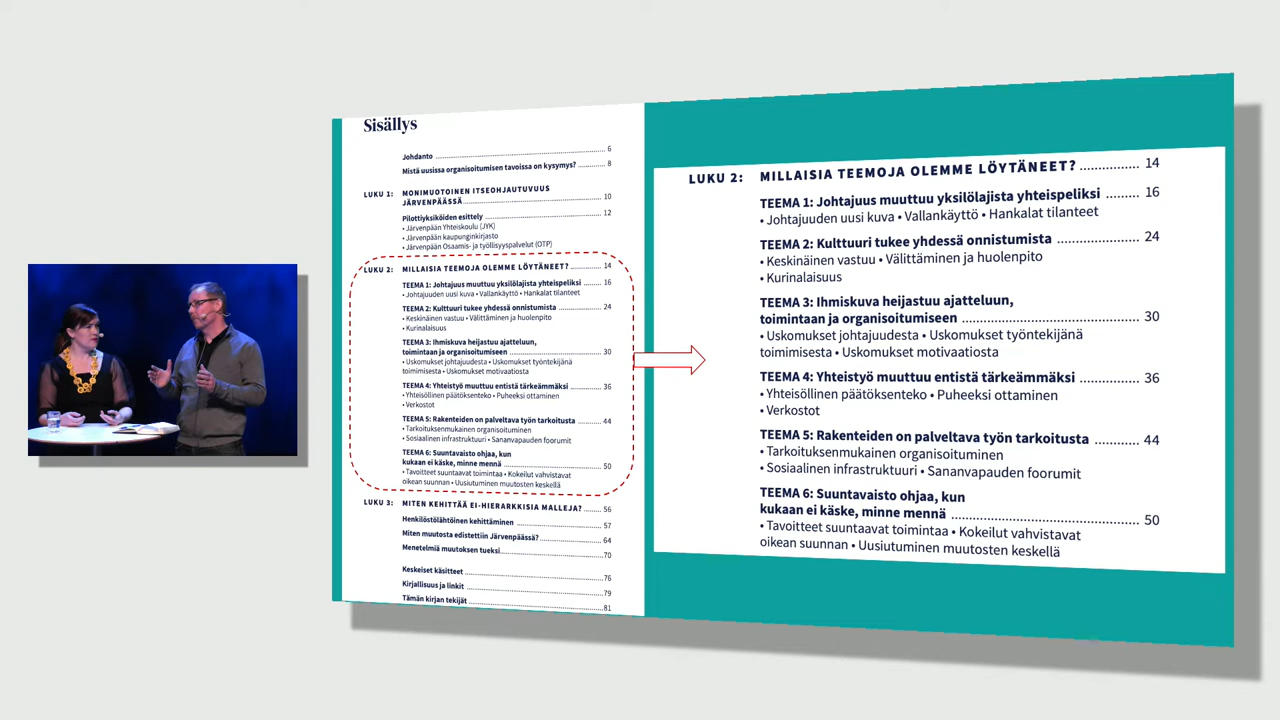 Sisällys
Johdanto ........ 6
Mistä uusissa organisoitumisen tavoissa on kysymys? ........ 8
LUKU 1: MONIMUOTOINEN ITSEOHJAUTUVUUS
JÄRVENPÄÄSSÄ ........ 10
Pilottiyksiköiden esittely ........ 12
• Järvenpään Yhteiskoulu (JYK)
• Järvenpään kaupunginkirjasto
• Järvenpään Osaamis- ja työllisyyspalvelut (OTP)
LUKU 2: MILLAISIA TEEMOJA OLEMME LÖYTÄNEET? ........ 14
TEEMA 1: Johtajuus muuttuu yksilölajista yhteispeliksi ........ 16
• Johtajuuden uusi kuva • Vallankäyttö • Hankalat tilanteet
TEEMA 2: Kulttuuri tukee yhdessä onnistumista ........ 24
• Keskinäinen vastuu • Välittäminen ja huolenpito
• Kurinalaisuus
TEEMA 3: Ihmiskuva heijastuu ajatteluun,
toimintaan ja organisoitumiseen ........ 30
• Uskomukset johtajuudesta • Uskomukset työntekijänä
toimimisesta • Uskomukset motivaatiosta
TEEMA 4: Yhteistyö muuttuu entistä tärkeämmäksi ........ 36
• Yhteisöllinen päätöksenteko • Puheeksi ottaminen
• Verkostot
TEEMA 5: Rakenteiden on palveltava työn tarkoitusta ........ 44
• Tarkoituksenmukainen organisoituminen
• Sosiaalinen infrastruktuuri • Sananvapauden foorumit
TEEMA 6: Suuntavaisto ohjaa, kun
kukaan ei käske, minne mennä ........ 50
• Tavoitteet suuntaavat toimintaa • Kokeilut vahvistavat
oikean suunnan • Uusiutuminen muutosten keskellä
LUKU 3: MITEN KEHITTÄÄ EI-HIERARKKISIA MALLEJA? ........ 56
Henkilöstölähtöinen kehittäminen ........ 57
Miten muutosta edistettiin Järvenpäässä? ........ 64
Menetelmiä muutoksen tueksi ........ 70
Keskeiset käsitteet ........ 76
Kirjallisuus ja linkit ........ 79
Tämän kirjan tekijät ........ 81
LUKU 2: MILLAISIA TEEMOJA OLEMME LÖYTÄNEET? ........ 14
TEEMA 1: Johtajuus muuttuu yksilölajista yhteispeliksi ........ 16
• Johtajuuden uusi kuva • Vallankäyttö • Hankalat tilanteet
TEEMA 2: Kulttuuri tukee yhdessä onnistumista ........ 24
• Keskinäinen vastuu • Välittäminen ja huolenpito
• Kurinalaisuus
TEEMA 3: Ihmiskuva heijastuu ajatteluun,
toimintaan ja organisoitumiseen ........ 30
• Uskomukset johtajuudesta • Uskomukset työntekijänä
toimimisesta • Uskomukset motivaatiosta
TEEMA 4: Yhteistyö muuttuu entistä tärkeämmäksi ........ 36
• Yhteisöllinen päätöksenteko • Puheeksi ottaminen
• Verkostot
TEEMA 5: Rakenteiden on palveltava työn tarkoitusta ........ 44
• Tarkoituksenmukainen organisoituminen
• Sosiaalinen infrastruktuuri • Sananvapauden foorumit
TEEMA 6: Suuntavaisto ohjaa, kun
kukaan ei käske, minne mennä ........ 50
• Tavoitteet suuntaavat toimintaa • Kokeilut vahvistavat
oikean suunnan • Uusiutuminen muutosten keskellä